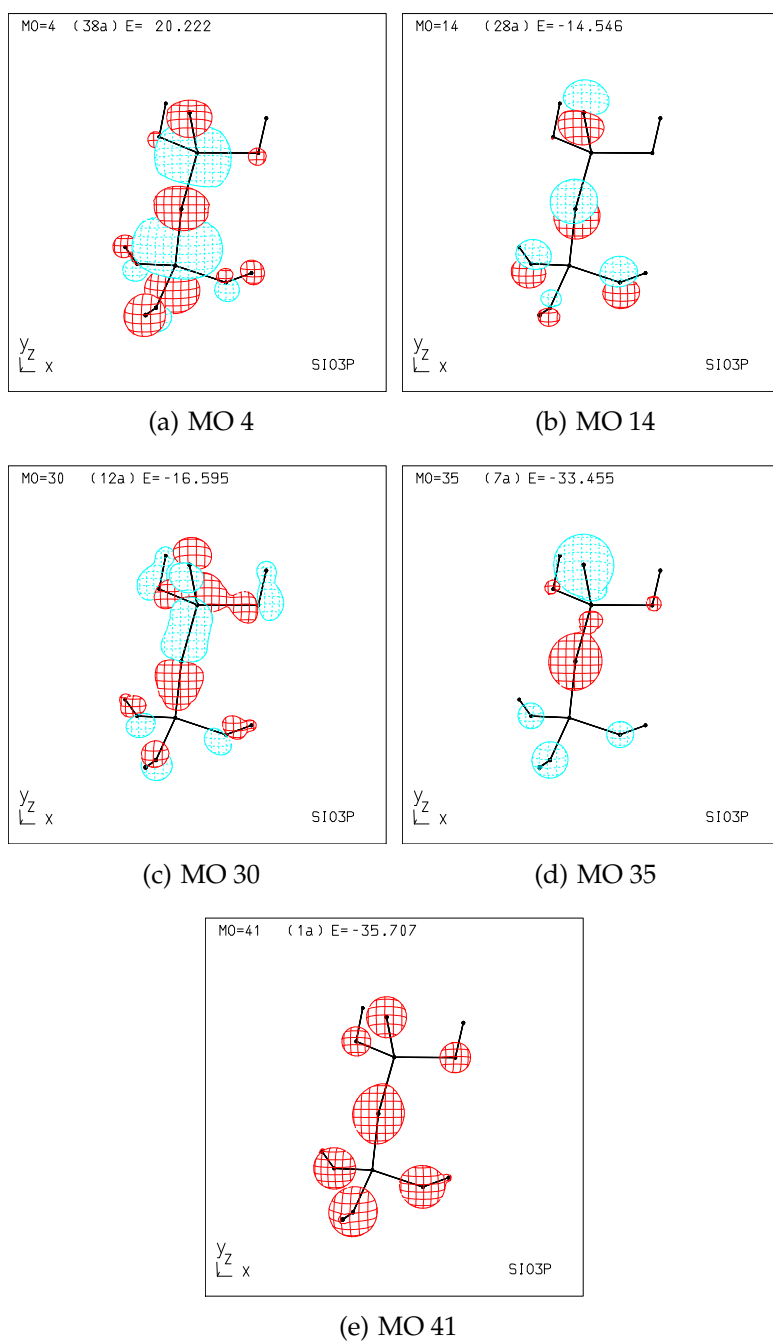 MO=4 (38a) E= 20.222
MO=14 (28a) E=-14.546
y
z
x
SI03P
y
z
x
SI03P
(a) MO 4
(b) MO 14
MO=30 (12a) E=-16.595
MO=35 (7a) E=-33.455
y
z
x
SI03P
y
z
x
SI03P
(c) MO 30
(d) MO 35
MO=41 (1a) E=-35.707
y
z
x
SI03P
(e) MO 41